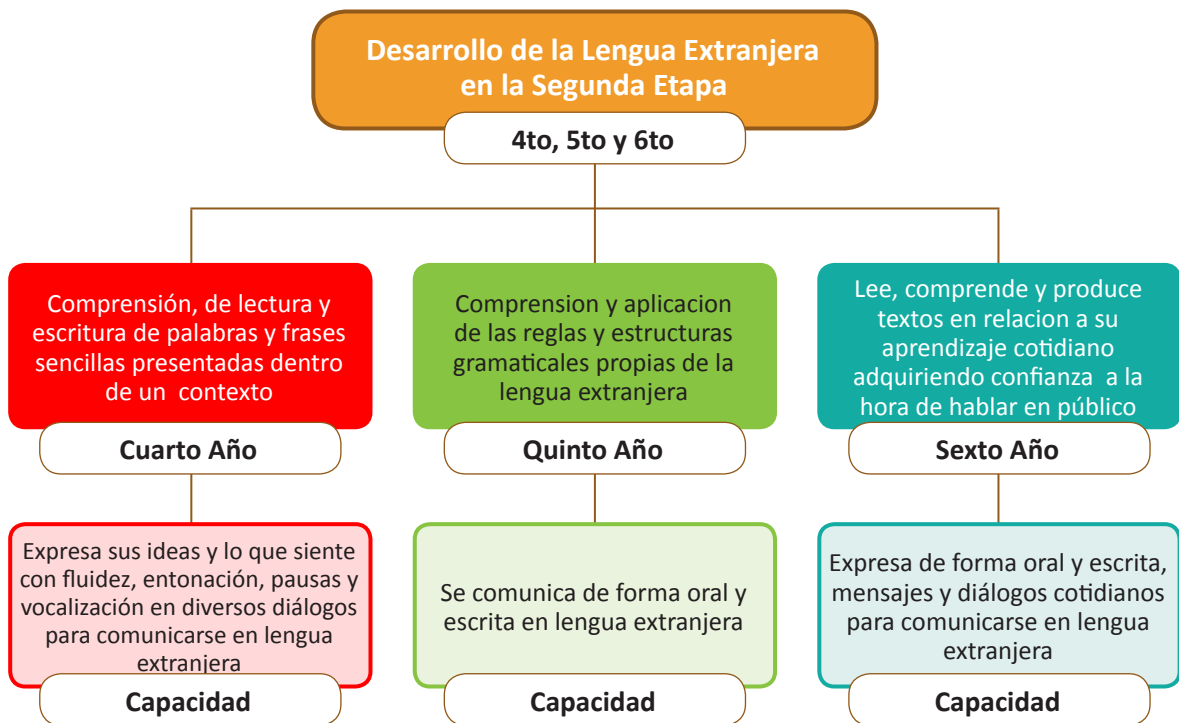 Desarrollo de la Lengua Extranjera
en la Segunda Etapa
4to, 5to y 6to
Comprensión, de lectura y
escritura de palabras y frases
sencillas presentadas dentro
de un contexto
Cuarto Año
Comprension y aplicacion
de las reglas y estructuras
gramaticales propias de la
lengua extranjera
Quinto Año
Lee, comprende y produce
textos en relacion a su
aprendizaje cotidiano
adquiriendo confianza a la
hora de hablar en público
Sexto Año
Expresa sus ideas y lo que siente
con fluidez, entonación, pausas y
vocalización en diversos diálogos
para comunicarse en lengua
extranjera
Capacidad
Se comunica de forma oral y
escrita en lengua extranjera
Capacidad
Expresa de forma oral y escrita,
mensajes y diálogos cotidianos
para comunicarse en lengua
extranjera
Capacidad